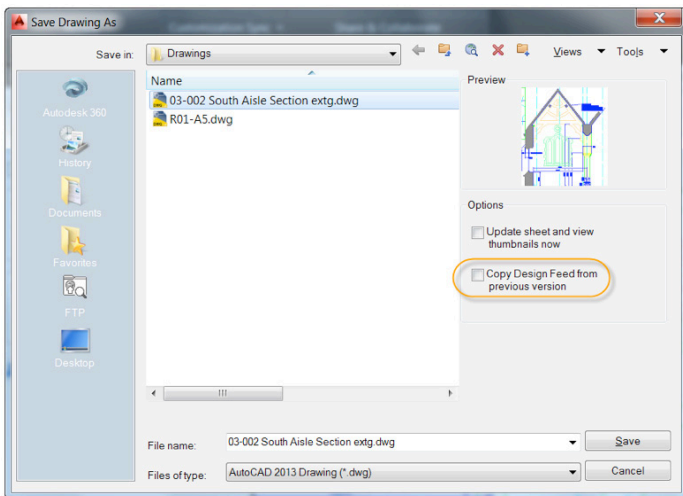 Save Drawing As
Save in:
Drawings
Views
Tools
Autodesk 360
History
Documents
Favorites
FTP
Desktop
Name
03-002 South Aisle Section extg.dwg
R01-A5.dwg
Preview
Options
Update sheet and view
thumbnails now
Copy Design Feed from
previous version
File name:
03-002 South Aisle Section extg.dwg
Save
Files of type:
AutoCAD 2013 Drawing (*.dwg)
Cancel